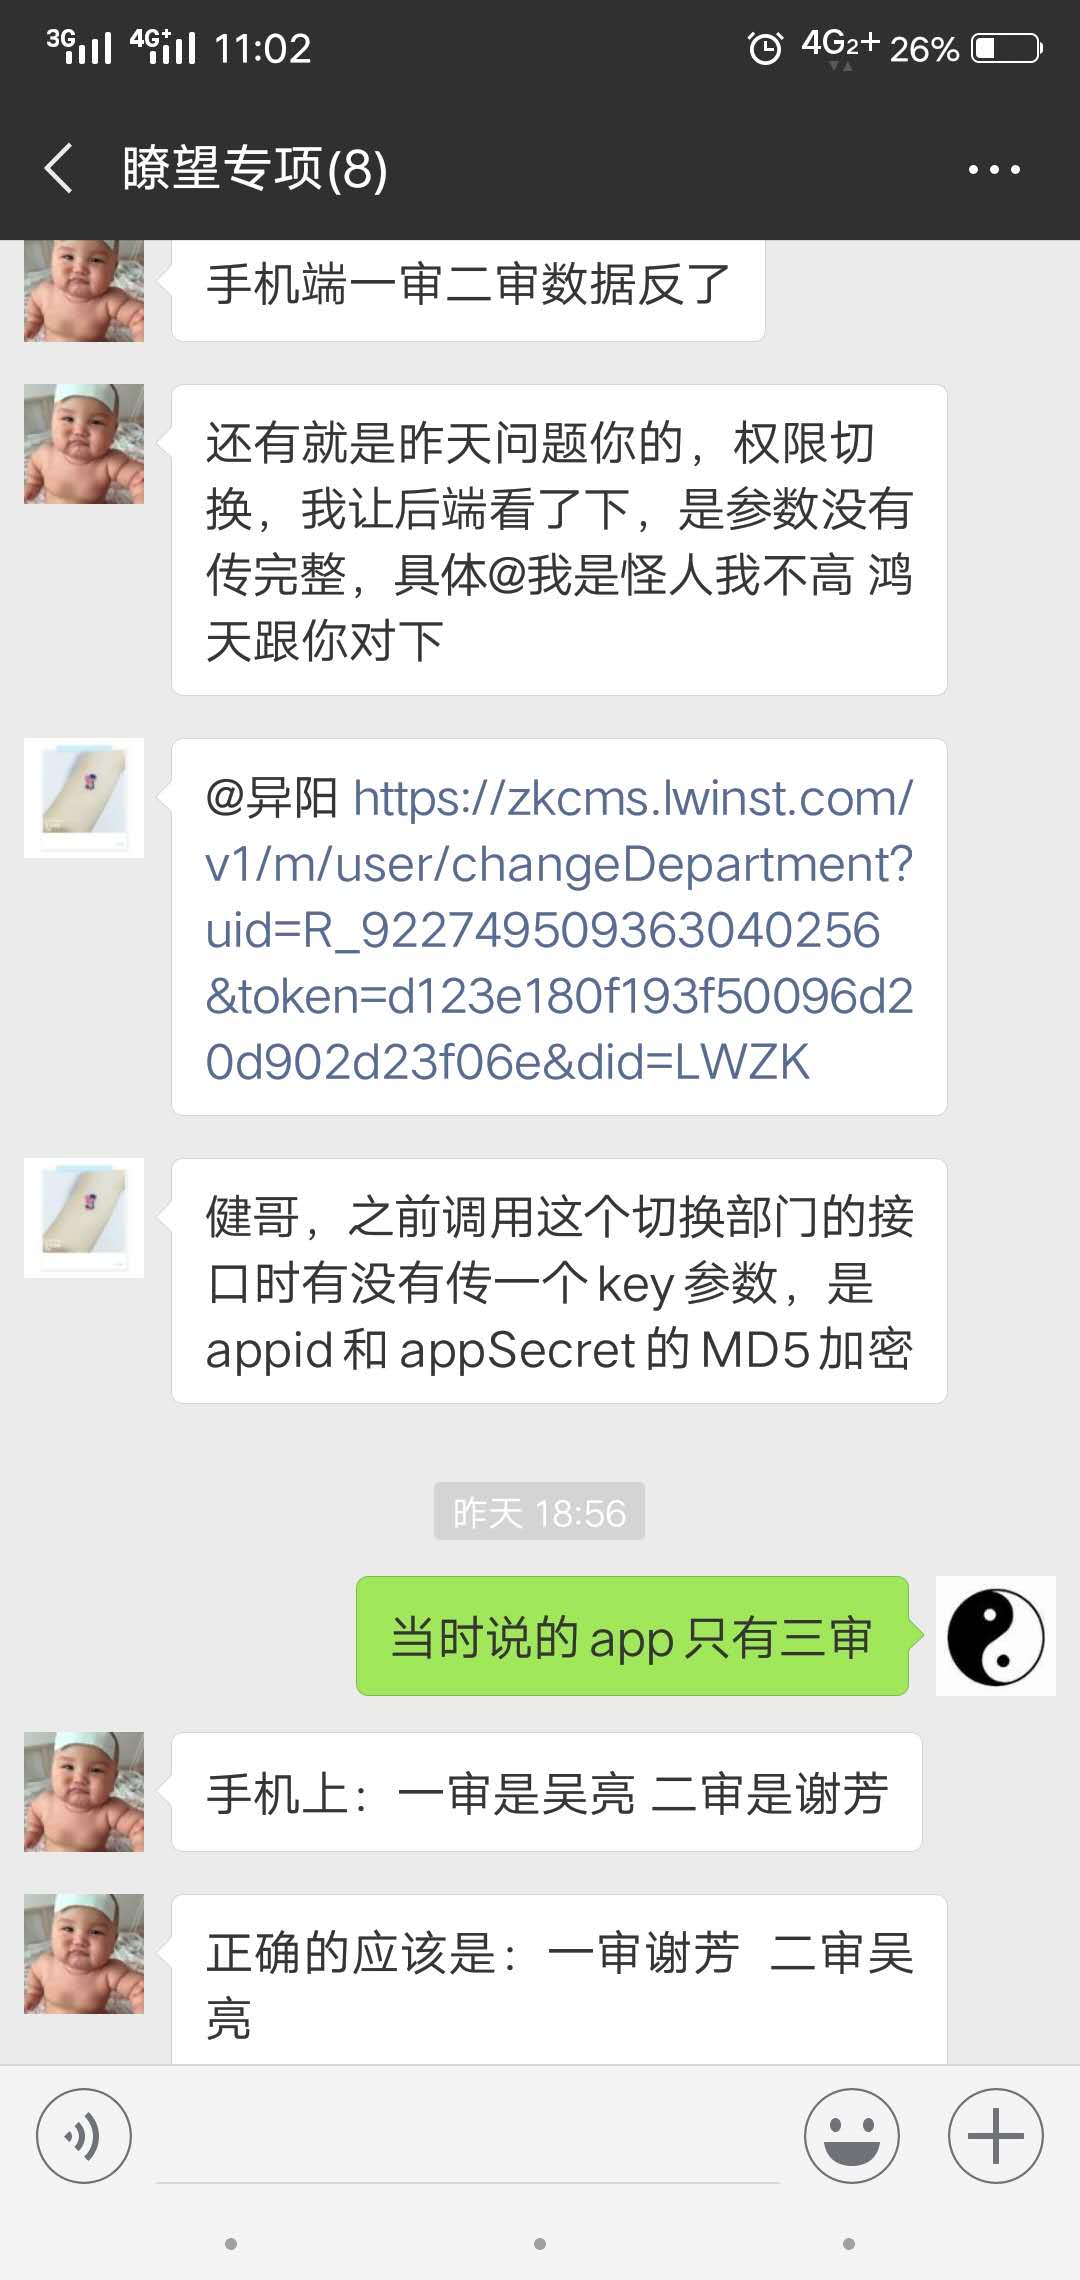 3G 4G+ 11:02 4G2+ 26%
瞭望专项(8)
手机端一审二审数据反了
还有就是昨天问题你的，权限切
换，我让后端看了下，是参数没有
传完整，具体@我是怪人我不高 鸿
天跟你对下
@异阳 https://zkcms.lwinst.com/
v1/m/user/changeDepartment?
uid=R_922749509363040256
&token=d123e180f193f50096d2
0d902d23f06e&did=LWZK
健哥，之前调用这个切换部门的接
口时有没有传一个key参数，是
appid和appSecret的MD5加密
昨天 18:56
当时说的app只有三审
手机上：一审是吴亮 二审是谢芳
正确的应该是：一审谢芳 二审吴
亮